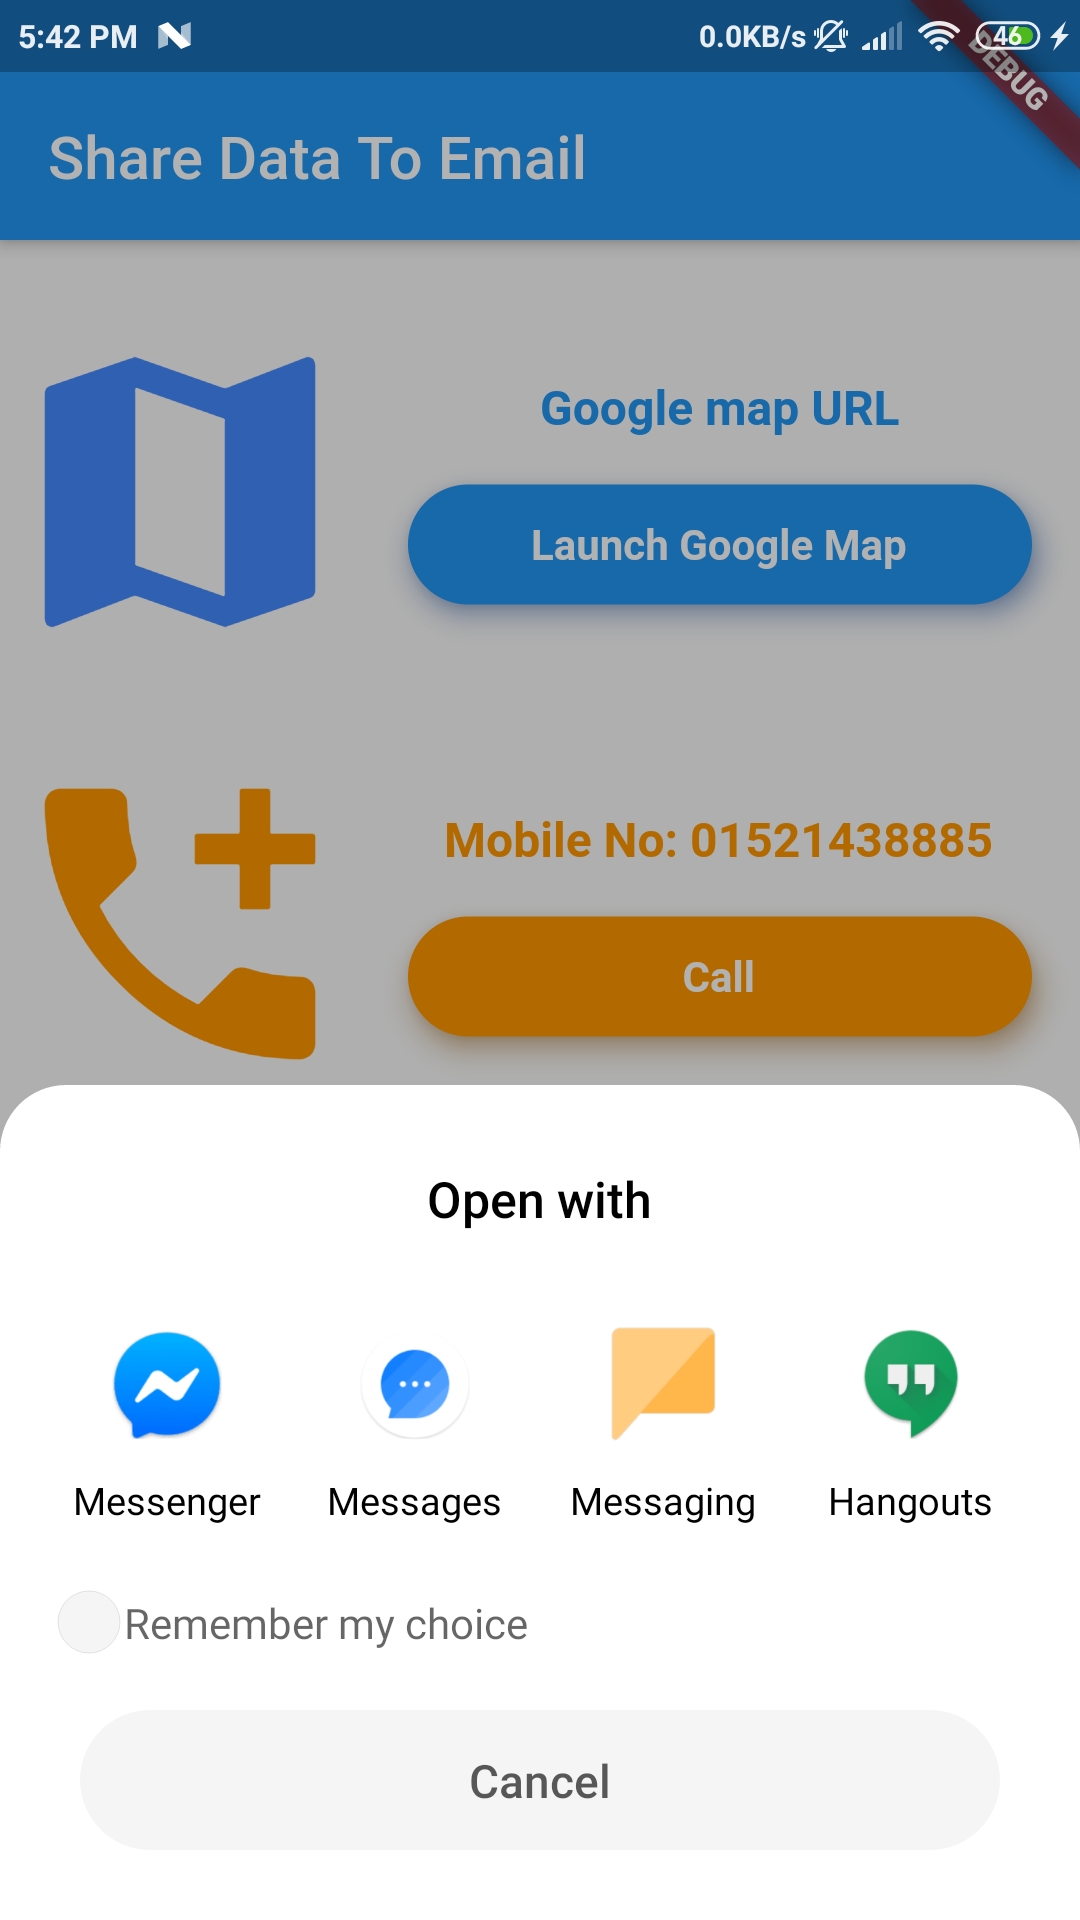 5:42 PM 0.0KB/s 46
DEBUG
Share Data To Email
Google map URL
Launch Google Map
Mobile No: 01521438885
Call
Open with
Messenger Messages Messaging Hangouts
Remember my choice
Cancel